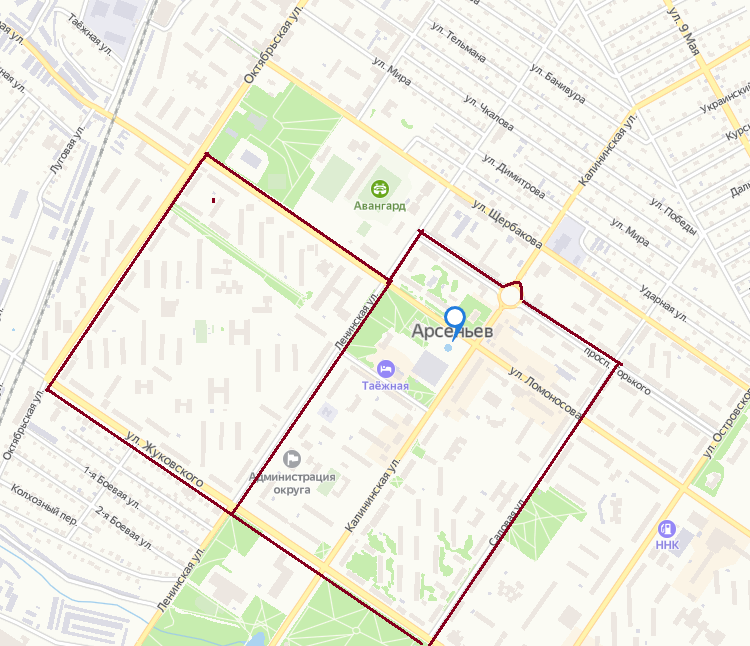 Таёжная ул.
Октябрьская ул.
ул. 9 Мая
ул. Тельмана
ул. Мира
ул. Банивура
Украинский
ул. Чкалова
Калининская ул.
Курс
Луговая ул.
ул. Димитрова
Даль
Авангард
ул. Щербакова
ул. Победы
ул. Мира
Ударная ул.
Ленинская ул.
Арсеньев
просп. Горького
Таёжная
ул. Ломоносова
Октябрьская ул.
ул. Островского
ул. Жуковского
1-я Боевая ул.
Администрация
округа
Колхозный пер.
2-я Боевая ул.
Калининская ул.
Садовая ул.
ННК
Ленинская ул.